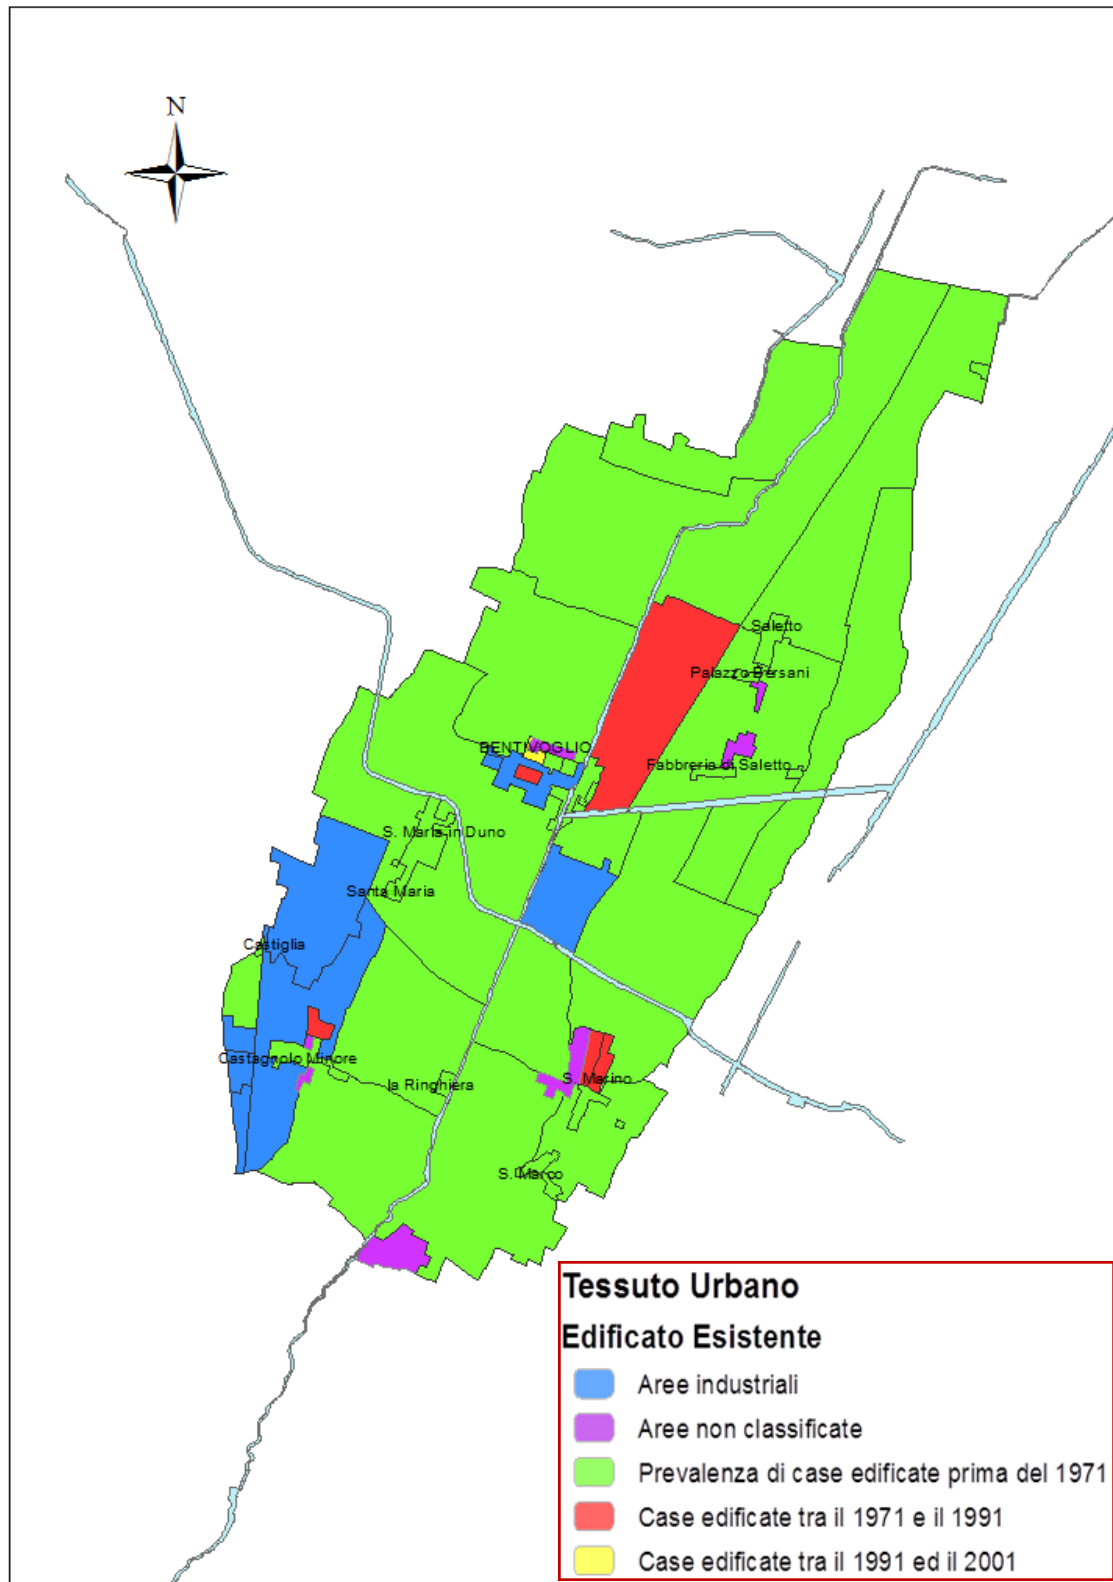 N
Saletto
Palazzo Bersani
BENTIVOGLIO
Fabbreria di Saletto
S. Maria in Duno
Santa Maria
Castiglia
Castagnolo Minore
la Ringhiera
S. Marino
S. Marco
Tessuto Urbano
Edificato Esistente
Aree industriali
Aree non classificate
Prevalenza di case edificate prima del 1971
Case edificate tra il 1971 e il 1991
Case edificate tra il 1991 ed il 2001